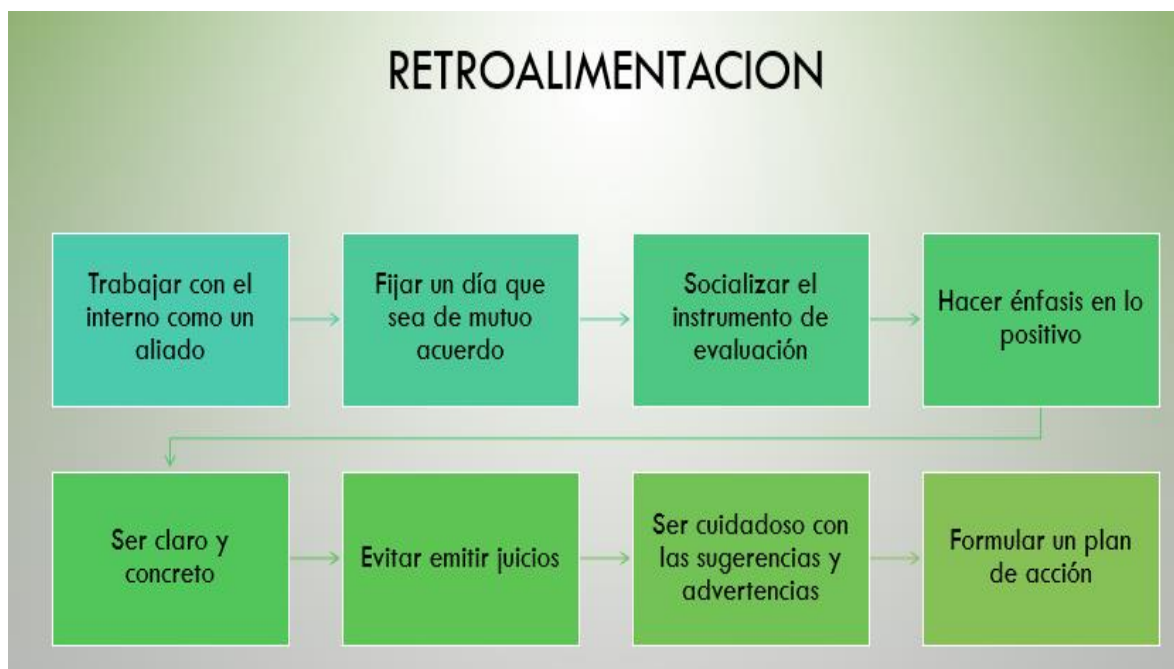 RETROALIMENTACION
Trabajar con el
interno como un
aliado
Fijar un día que
sea de mutuo
acuerdo
Socializar el
instrumento de
evaluación
Hacer énfasis en lo
positivo
Ser claro y
concreto
Evitar emitir juicios
Ser cuidadoso con
las sugerencias y
advertencias
Formular un plan
de acción